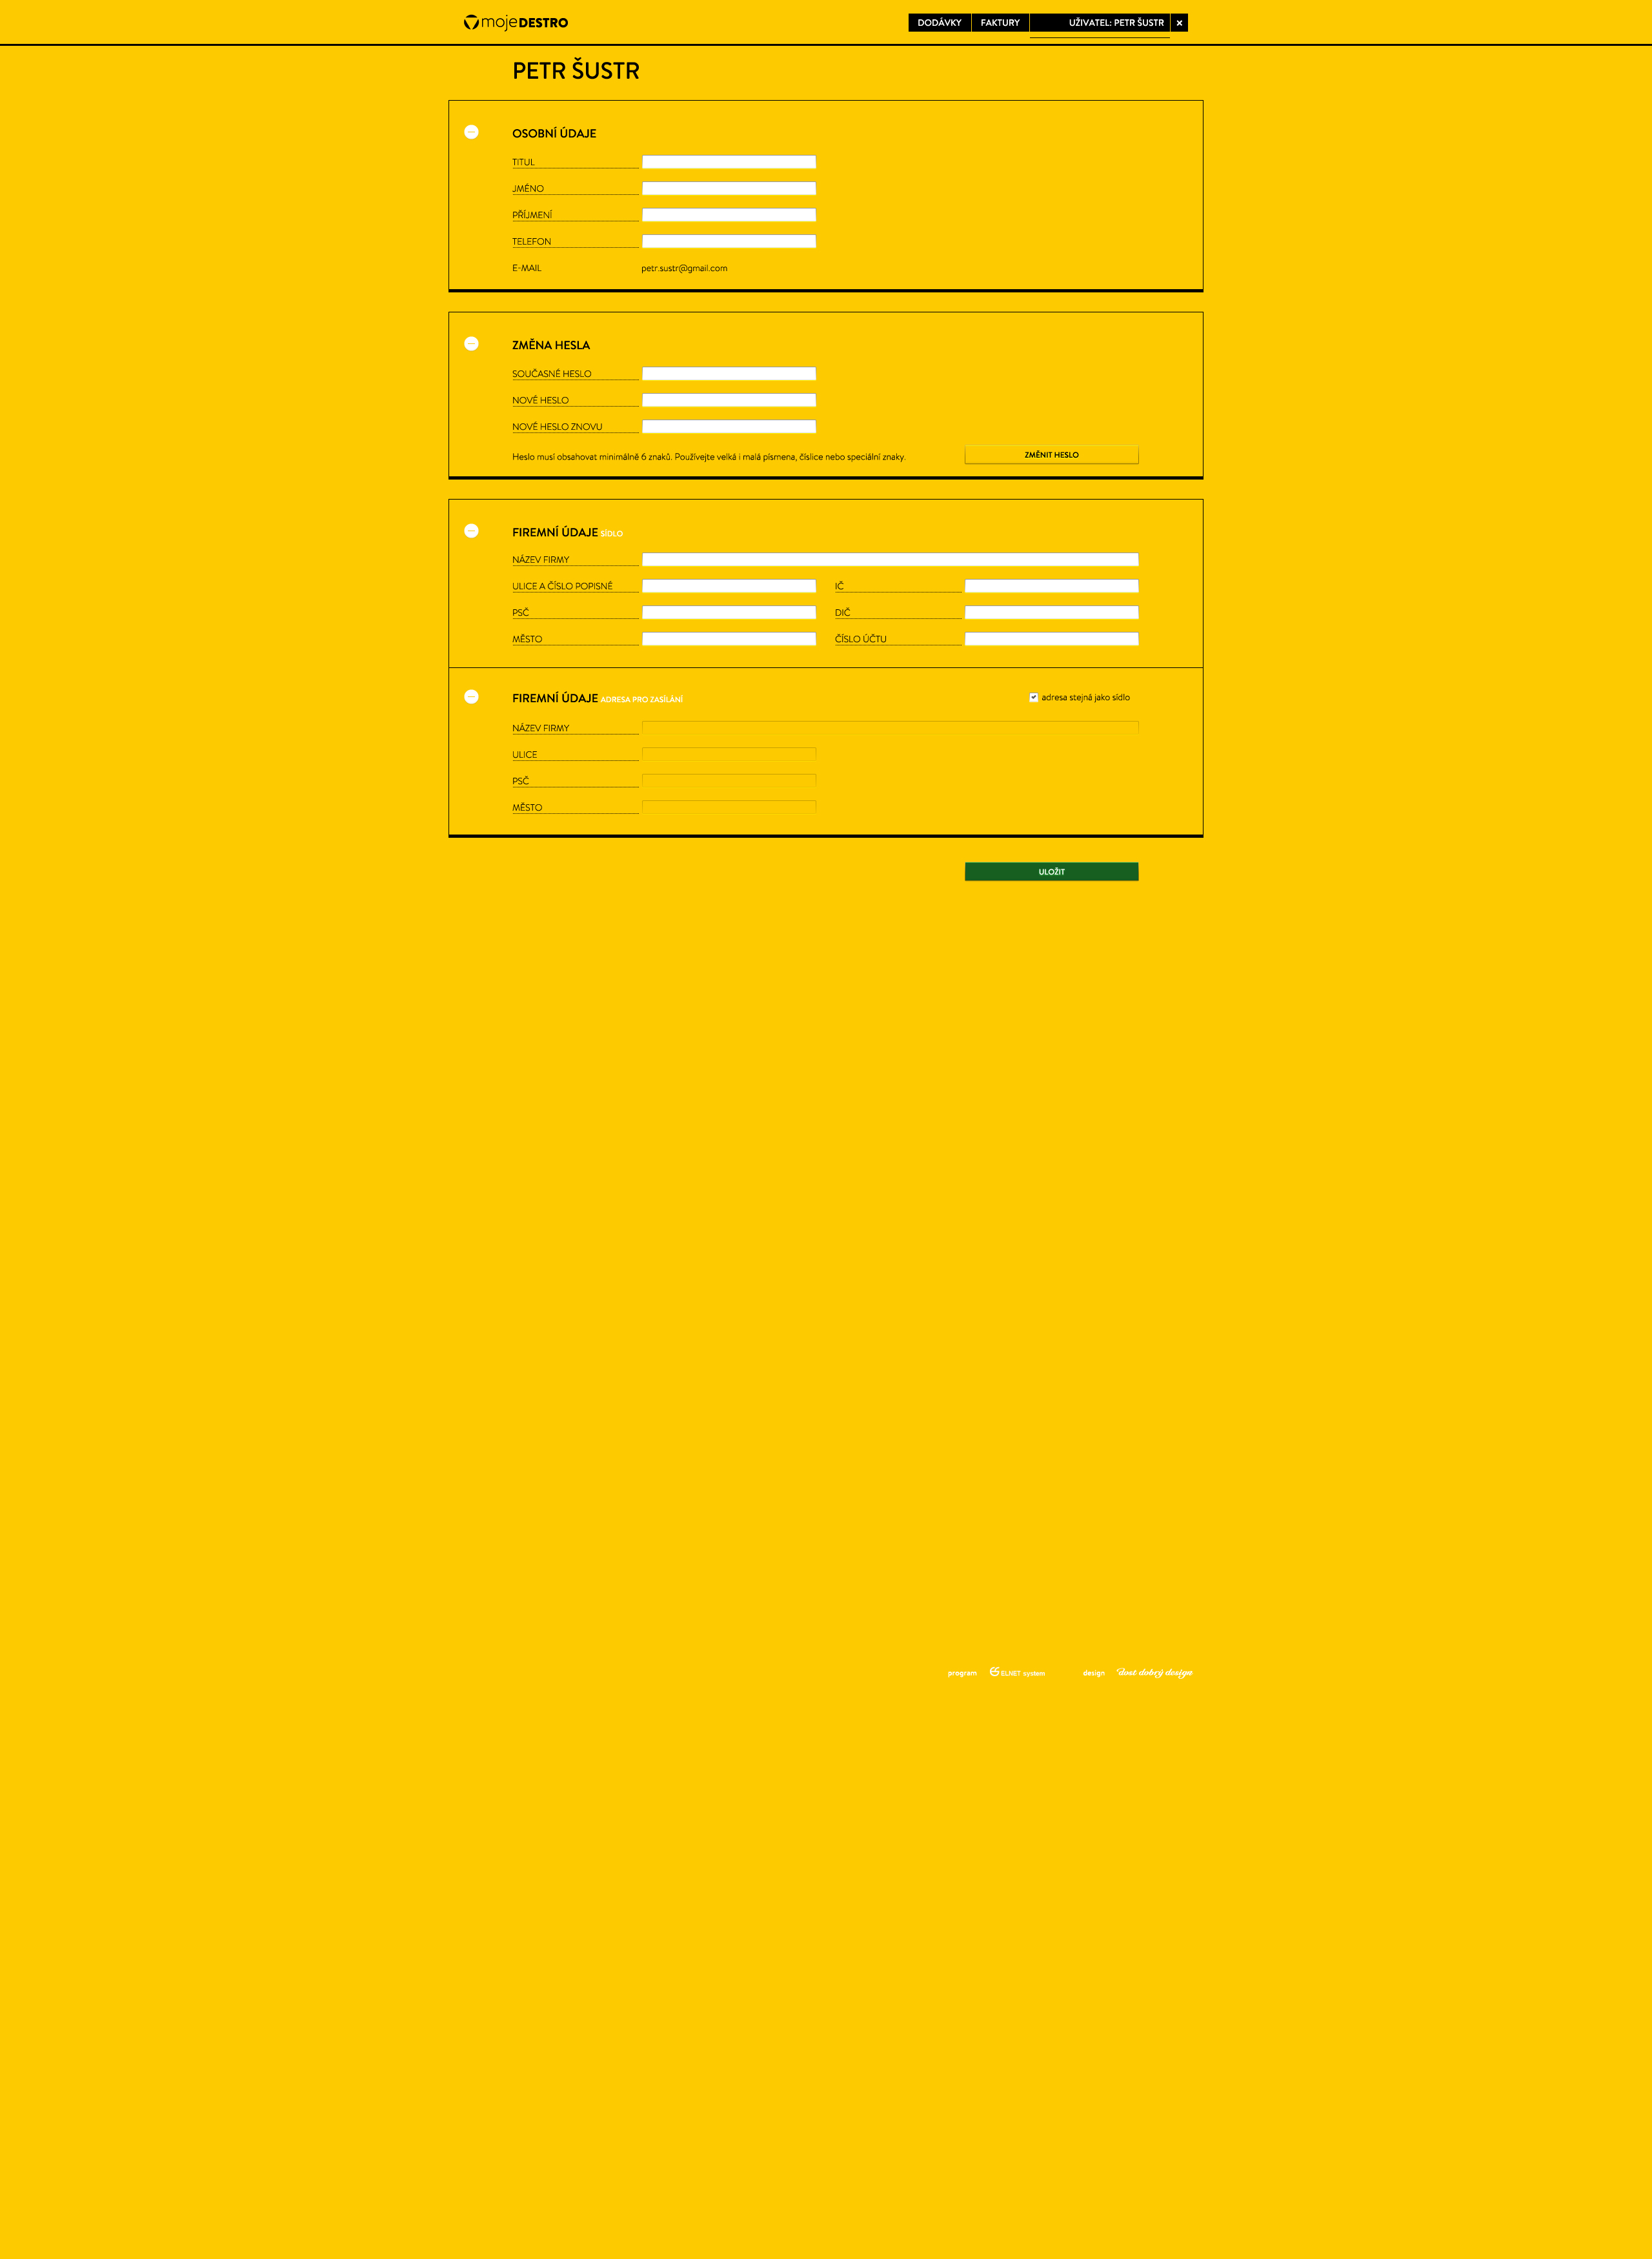 mojeDESTRO
DODÁVKY FAKTURY UŽIVATEL: PETR ŠUSTR ×
PETR ŠUSTR
OSOBNÍ ÚDAJE
TITUL
JMÉNO
PŘÍJMENÍ
TELEFON
E-MAIL petr.sustr@gmail.com
ZMĚNA HESLA
SOUČASNÉ HESLO
NOVÉ HESLO
NOVÉ HESLO ZNOVU
Heslo musí obsahovat minimálně 6 znaků. Používejte velká i malá písmena, číslice nebo speciální znaky. ZMĚNIT HESLO
FIREMNÍ ÚDAJE SÍDLO
NÁZEV FIRMY
ULICE A ČÍSLO POPISNÉ IČ
PSČ DIČ
MĚSTO ČÍSLO ÚČTU
FIREMNÍ ÚDAJE ADRESA PRO ZASÍLÁNÍ adresa stejná jako sídlo
NÁZEV FIRMY
ULICE
PSČ
MĚSTO
ULOŽIT
program ELNET system design dost dobrý design